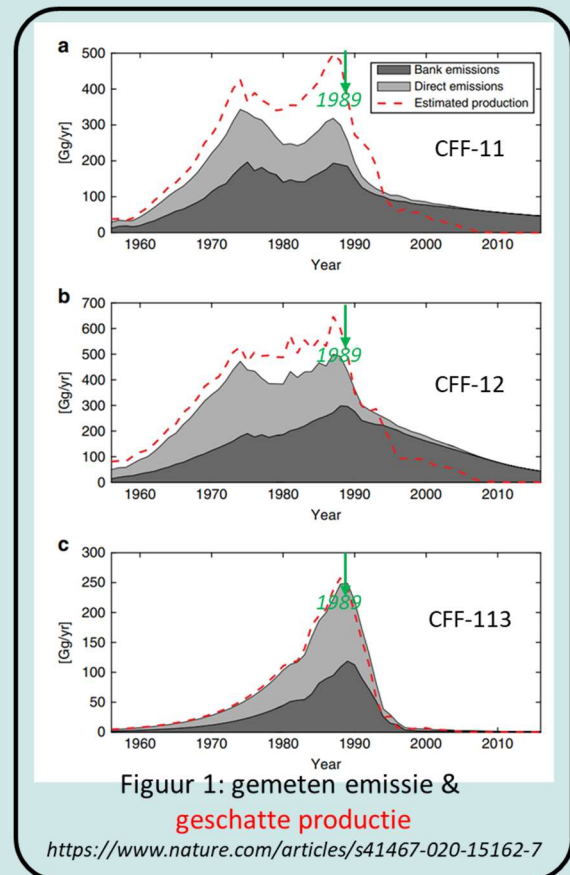 a
500
400
300
200
100
0
[Gg/yr]
1989
Bank emissions
Direct emissions
Estimated production
CFF-11
1960 1970 1980 1990 2000 2010
Year
b
700
600
500
400
300
200
100
0
[Gg/yr]
1989
CFF-12
1960 1970 1980 1990 2000 2010
Year
c
300
250
200
150
100
50
0
[Gg/yr]
1989
CFF-113
1960 1970 1980 1990 2000 2010
Year
Figuur 1: gemeten emissie &
geschatte productie
https://www.nature.com/articles/s41467-020-15162-7